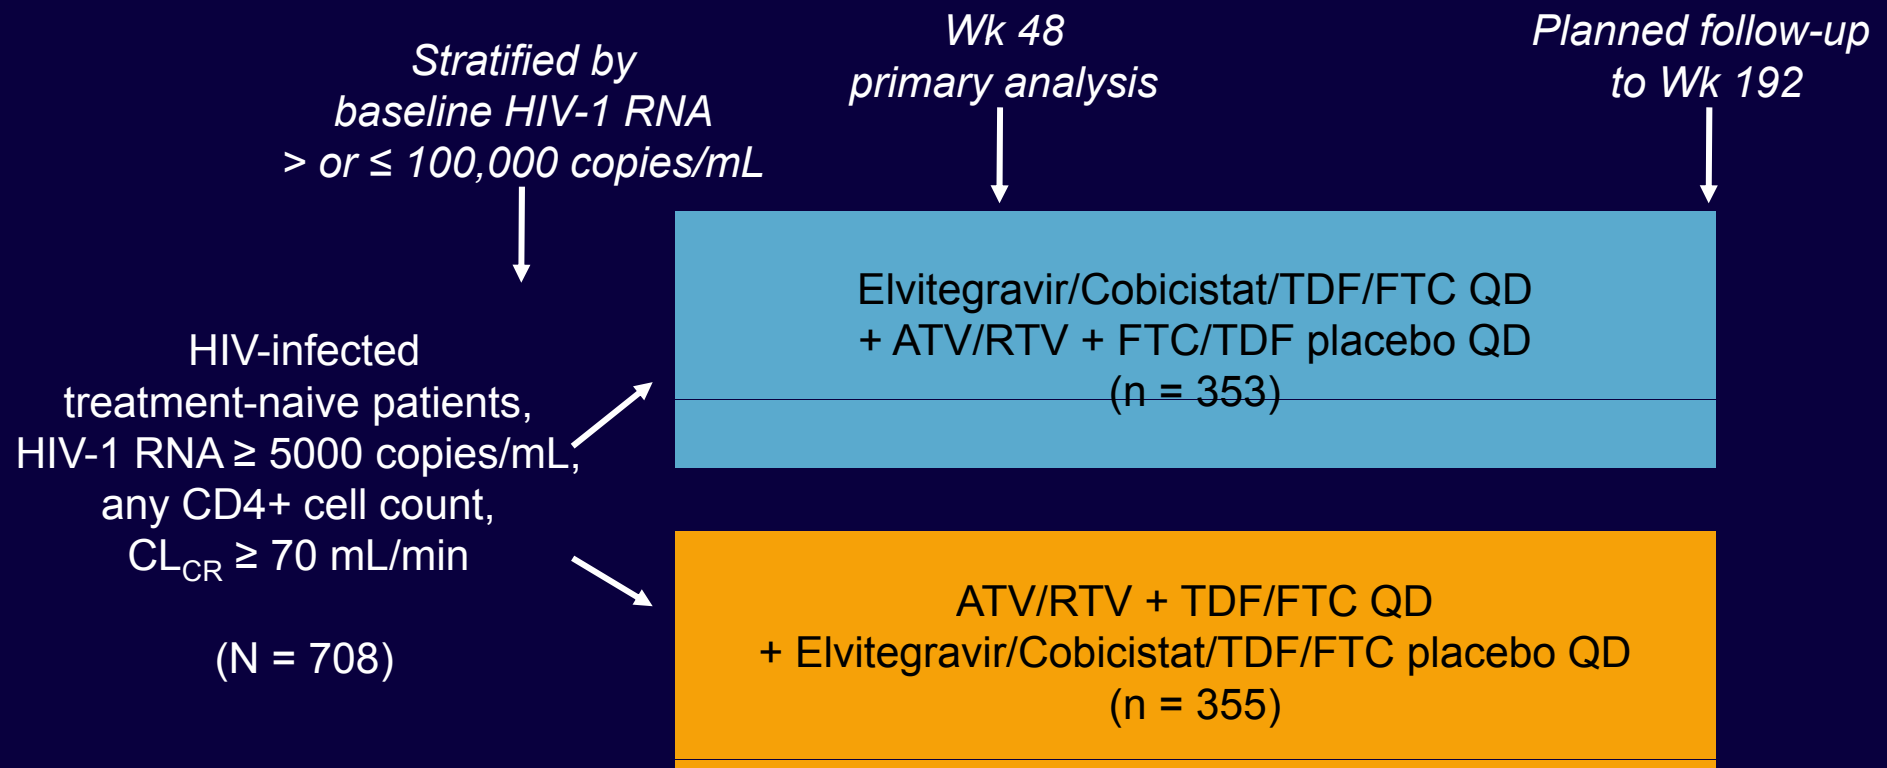 Stratified by
baseline HIV-1 RNA
> or ≤ 100,000 copies/mL
Wk 48
primary analysis
Planned follow-up
to Wk 192
HIV-infected
treatment-naive patients,
HIV-1 RNA ≥ 5000 copies/mL,
any CD4+ cell count,
CLCR ≥ 70 mL/min
(N = 708)
Elvitegravir/Cobicistat/TDF/FTC QD
+ ATV/RTV + FTC/TDF placebo QD
(n = 353)
ATV/RTV + TDF/FTC QD
+ Elvitegravir/Cobicistat/TDF/FTC placebo QD
(n = 355)